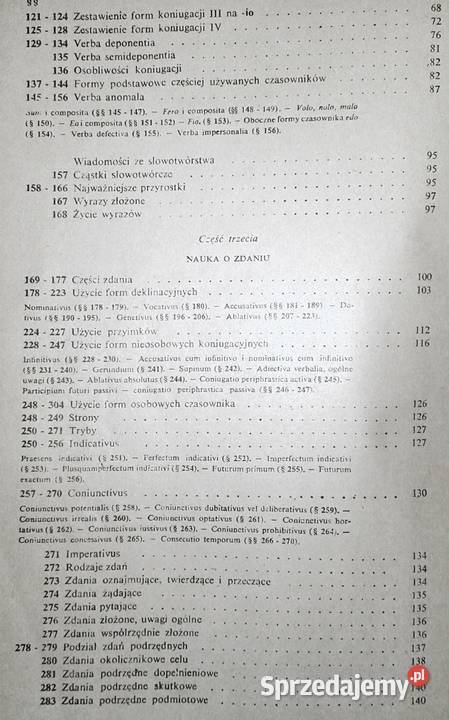 §§
121 - 124 Zestawienie form koniugacji III na -io 68
125 - 128 Zestawienie form koniugacji IV 72
129 - 134 Verba deponentia 76
135 Verba semideponentia 81
136 Osobliwości koniugacji 82
137 - 144 Formy podstawowe częściej używanych czasowników 82
145 - 156 Verba anomala 87
Sum i composita (§§ 145 - 147). — Fero i composita (§§ 148 - 149). — Volo, nolo, malo
(§ 150). — Eo i composita (§§ 151 - 152) — Fio, (§ 153). — Oboczne formy czasownika edo
(§ 154). — Verba defectiva (§ 155). — Verba impersonalia (§ 156).
Wiadomości ze słowotwórstwa 95
157 Cząstki słowotwórcze 95
158 - 166 Najważniejsze przyrostki 95
167 Wyrazy złożone 97
168 Życie wyrazów 97
Część trzecia
NAUKA O ZDANIU
169 - 177 Części zdania 100
178 - 223 Użycie form deklinacyjnych 103
Nominativus (§§ 178 - 179). — Vocativus (§ 180). — Accusativus (§§ 181 - 189). — Da-
tivus (§§ 190 - 195). — Genetivus (§§ 196 - 206). — Ablativus (§§ 207 - 223).
224 - 227 Użycie przyimków 112
228 - 247 Użycie form nieosobowych koniugacyjnych 116
Infinitivus (§§ 228 - 230). — Accusativus cum infinitivo i nominativus cum infinitivo
(§§ 231 - 240). — Gerundium (§ 241). — Supinum (§ 242). — Adiectiva verbalia, ogólne
uwagi (§ 243). — Ablativus absolutus (§ 244). — Coniugatio periphrastica activa (§ 245). —
Participium futuri passivi — coniugatio periphrastica passiva (§§ 246 - 247).
248 - 304 Użycie form osobowych czasownika 126
248 - 249 Strony 126
250 - 271 Tryby 127
250 - 256 Indicativus 127
Praesens indicativi (§ 251). — Perfectum indicativi (§ 252). — Imperfectum indicativi
(§ 253). — Plusquamperfectum indicativi (§ 254). — Futurum primum (§ 255). — Futurum
exactum (§ 256).
257 - 270 Coniunctivus 130
Coniunctivus potentialis (§ 258). — Coniunctivus dubitativus vel deliberativus (§ 259). —
Coniunctivus irrealis (§ 260). — Coniunctivus optativus (§ 261). — Coniunctivus hor-
tativus (§ 262). — Coniunctivus iussivus (§ 263). — Coniunctivus prohibitivus (§ 264). —
Coniunctivus concessivus (§ 265). — Consecutio temporum (§§ 266 - 270).
271 Imperativus 134
272 Rodzaje zdań 134
273 Zdania oznajmujące, twierdzące i przeczące 134
274 Zdania żądające 135
275 Zdania pytające 135
276 Zdania złożone, uwagi ogólne 136
277 Zdania współrzędnie złożone 136
278 - 279 Podział zdań podrzędnych 137
280 Zdania okolicznikowe celu 138
281 Zdania podrzędne dopełnieniowe
282 Zdania podrzędne skutkowe 140
283 Zdania podrzędne podmiotowe 140
Sprzedajemy.pl